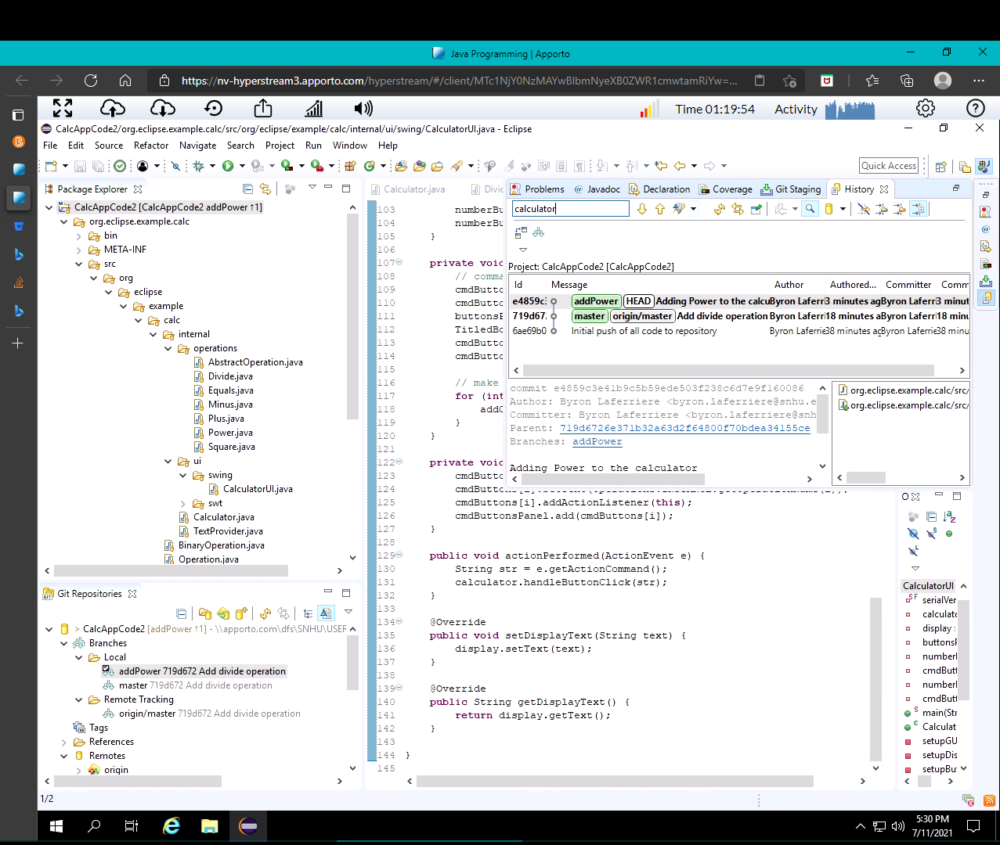 Java Programming | Apporto
https://nv-hyperstream3.apporto.com/hyperstream/#/client/MTc1NjY0NzMAYwBlbmNyeXB0ZWR1cmwtamRiYw=...
Time 01:19:54 Activity
CalcAppCode2/org.eclipse.example.calc/src/org/eclipse/example/calc/internal/ui/swing/CalculatorUI.java - Eclipse
File Edit Source Refactor Navigate Search Project Run Window Help
Quick Access
Package Explorer
CalcAppCode2 [CalcAppCode2 addPower ↑1]
org.eclipse.example.calc
bin
META-INF
src
org
eclipse
example
calc
internal
operations
AbstractOperation.java
Divide.java
Equals.java
Minus.java
Plus.java
Power.java
Square.java
ui
swing
CalculatorUI.java
swt
Calculator.java
TextProvider.java
BinaryOperation.java
Operation.java
Git Repositories
> CalcAppCode2 [addPower ↑1] - \\apporto.com\dfs\SNHU\USER
Branches
Local
addPower 719d672 Add divide operation
master 719d672 Add divide operation
Remote Tracking
origin/master 719d672 Add divide operation
Tags
References
Remotes
origin
1/2
Calculator.java Divi
103 numberBu
104 numberBu
105 }
106
107 private void
108 // comma
109 cmdButto
110 cmdButto
111 buttonsP
112 TitledBo
113 cmdButto
114 cmdButto
115
116 // make
117 for (int
118 addC
119 }
120 }
121
122 private void
123 cmdButto
124
125 cmdButtons[i].addActionListener(this);
126 cmdButtonsPanel.add(cmdButtons[i]);
127 }
128
129 public void actionPerformed(ActionEvent e) {
130 String str = e.getActionCommand();
131 calculator.handleButtonClick(str);
132 }
133
134 @Override
135 public void setDisplayText(String text) {
136 display.setText(text);
137 }
138
139 @Override
140 public String getDisplayText() {
141 return display.getText();
142 }
143
144 }
145
Problems Javadoc Declaration Coverage Git Staging History
calculator
Project: CalcAppCode2 [CalcAppCode2]
Id Message Author Authored... Committer Comm
e4859c3 addPower HEAD Adding Power to the calcu Byron Laferri 3 minutes ag Byron Laferri 3 minut
719d67. master origin/master Add divide operation Byron Laferri 18 minutes a Byron Laferri 18 minu
6ae69b0 Initial push of all code to repository Byron Laferrie 38 minutes ag Byron Laferrie 38 minu
commit e4859c3e41b9c5b59ede503f238c6d7e9f160086
Author: Byron Laferriere <byron.laferriere@snhu.e
Committer: Byron Laferriere <byron.laferriere@snh
Parent: 719d6726e371b32a63d2f64800f70bdea34155ce
Branches: addPower
Adding Power to the calculator
org.eclipse.example.calc/src/
org.eclipse.example.calc/src/
CalculatorUI
serialVer
calculato
display :
buttonsP
numberI
cmdButt
numberI
cmdButt
main(Str
Calculat
setupGU
setupDis
setupBut
5:30 PM
7/11/2021